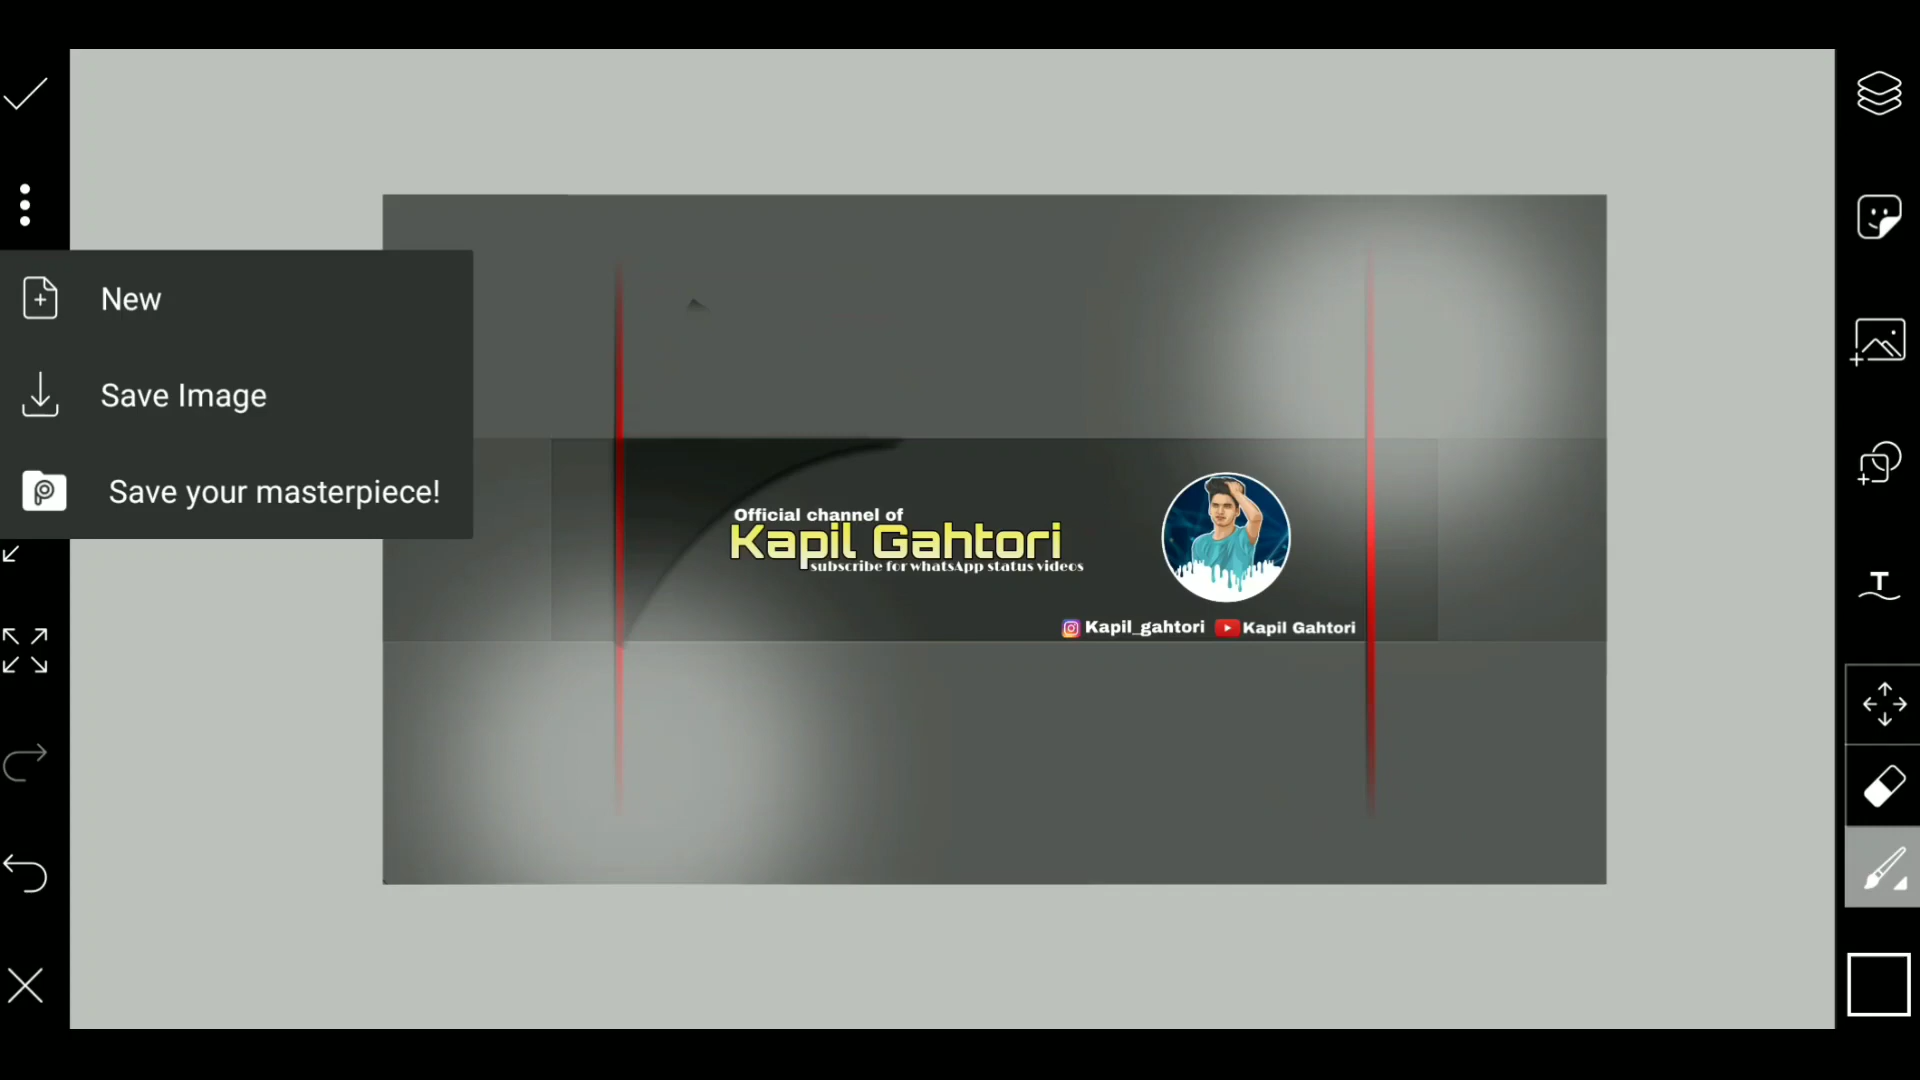 New
Save Image
Save your masterpiece!
Official channel of
Kapil Gahtori
subscribe for whatsApp status videos
Kapil_gahtori Kapil Gahtori